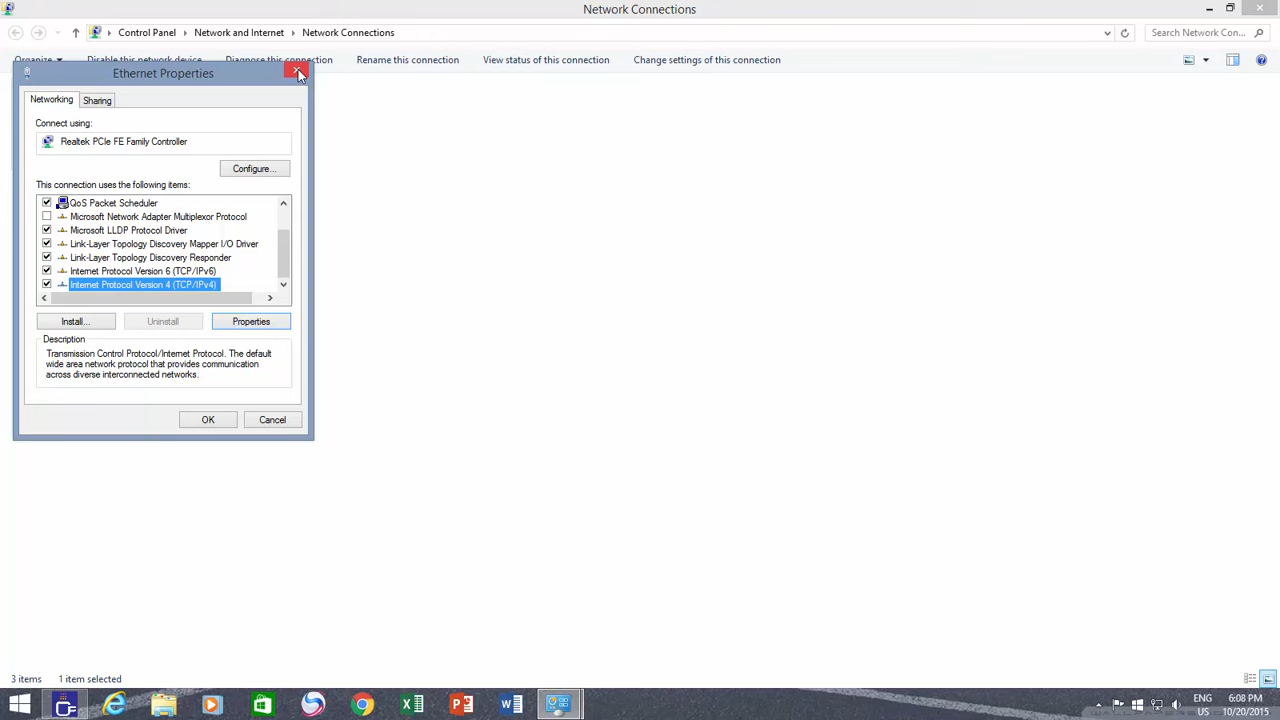 Network Connections
Control Panel Network and Internet Network Connections
Search Network Con...
Organize Disable this network device Diagnose this connection Rename this connection View status of this connection Change settings of this connection
Ethernet Properties
Networking Sharing
Connect using:
Realtek PCIe FE Family Controller
Configure...
This connection uses the following items:
QoS Packet Scheduler
Microsoft Network Adapter Multiplexor Protocol
Microsoft LLDP Protocol Driver
Link-Layer Topology Discovery Mapper I/O Driver
Link-Layer Topology Discovery Responder
Internet Protocol Version 6 (TCP/IPv6)
Internet Protocol Version 4 (TCP/IPv4)
Install... Uninstall Properties
Description
Transmission Control Protocol/Internet Protocol. The default
wide area network protocol that provides communication
across diverse interconnected networks.
OK Cancel
3 items 1 item selected
ENG 6:08 PM
US 10/20/2015